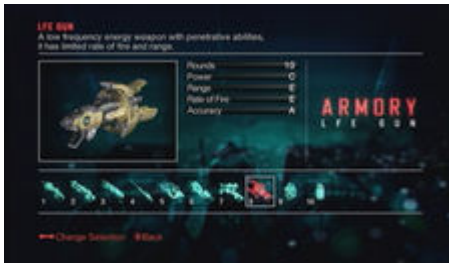 LFE GUN
A low frequency energy weapon with penetrative abilities,
it has limited rate of fire and range.
Rounds 10
Power C
Range E
Rate of Fire E
Accuracy A
ARMORY
LFE GUN
1 2 3 4 5 6 7 8 9 10
Change Selection Back